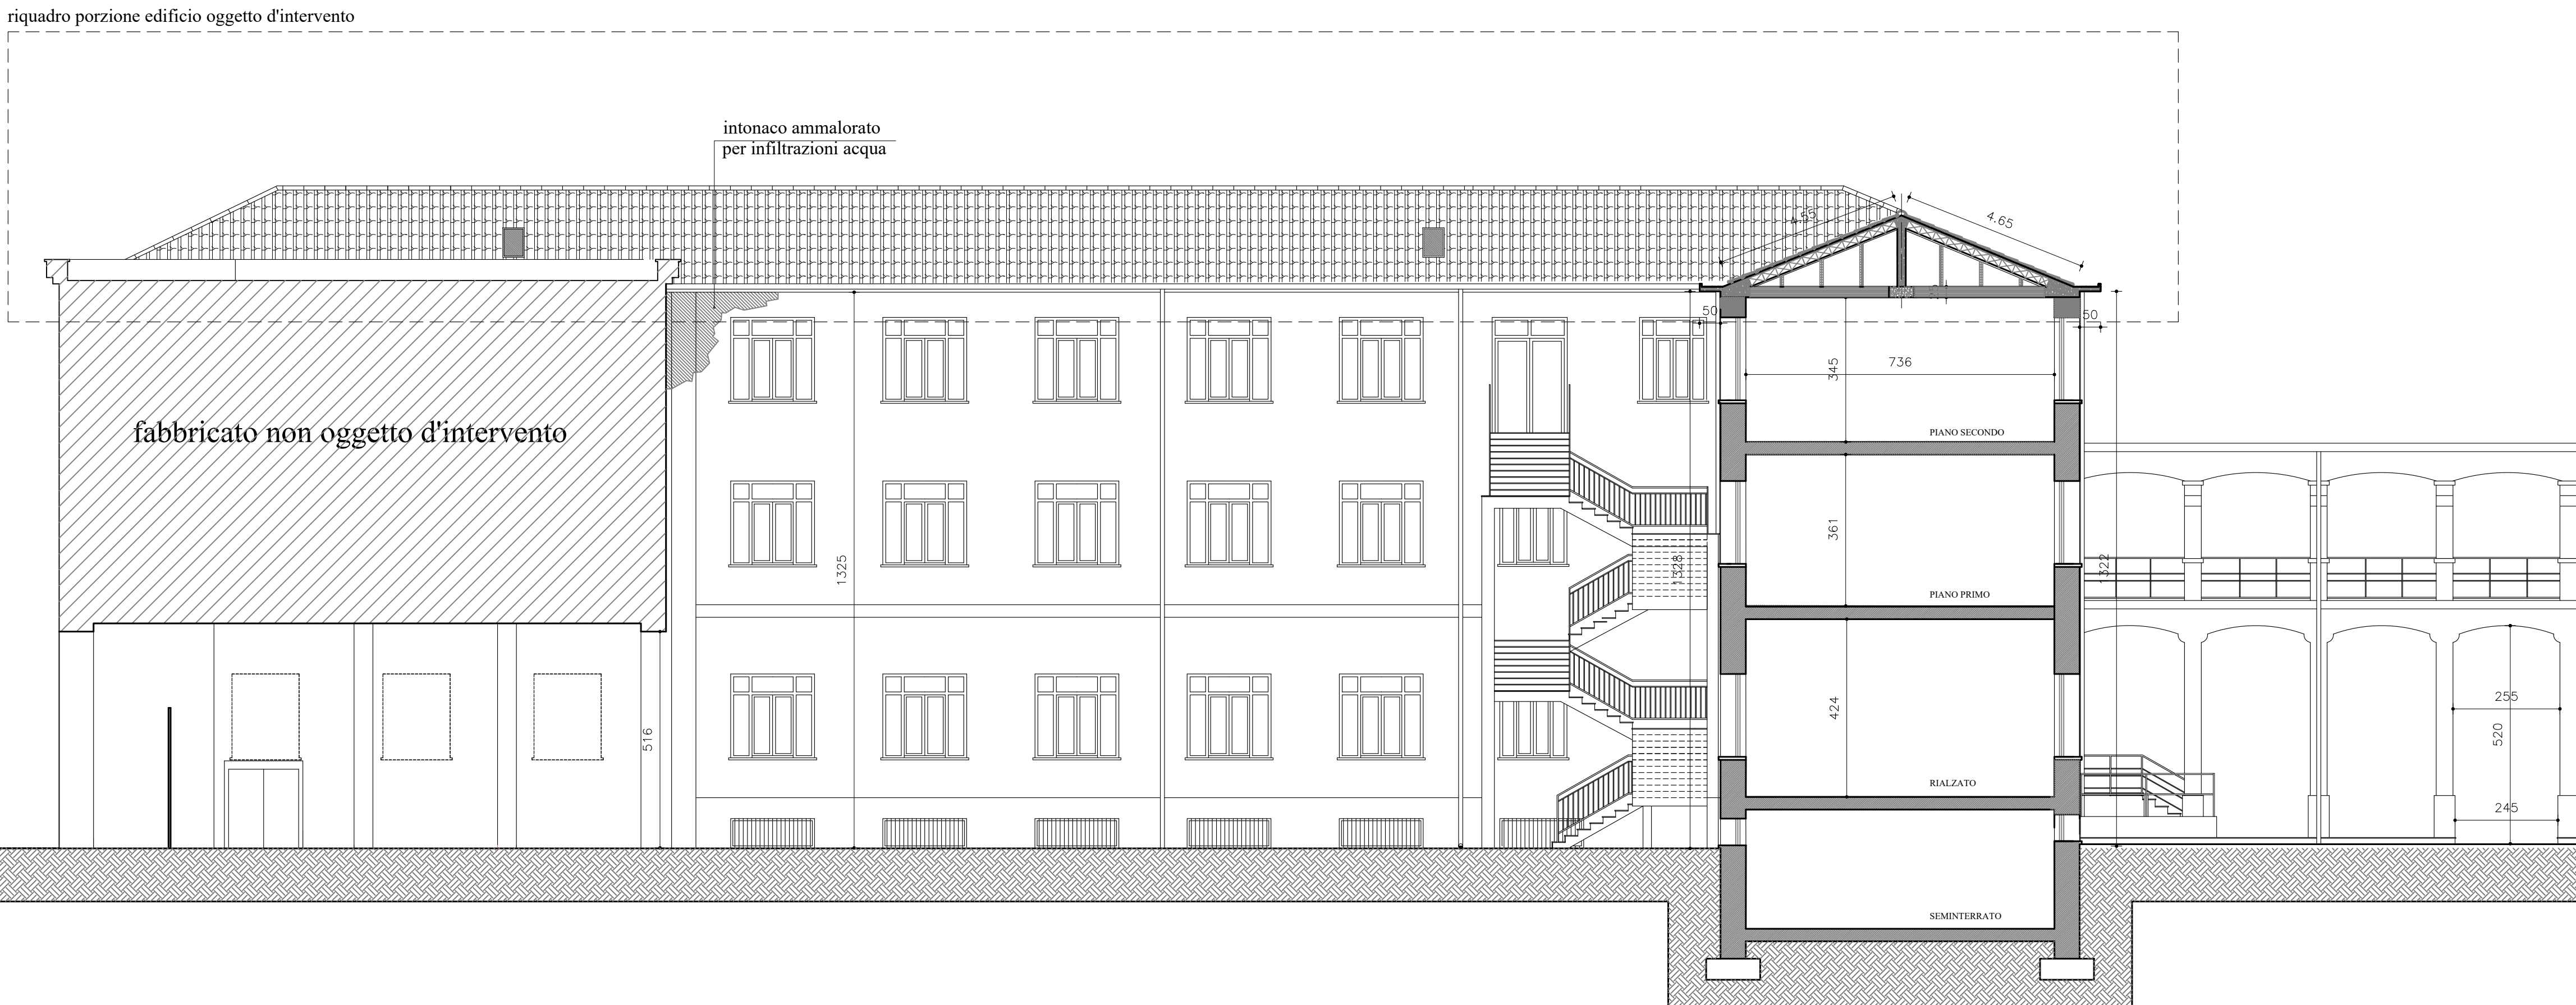 riquadro porzione edificio oggetto d'intervento
intonaco ammalorato
per infiltrazioni acqua
4.55
4.65
50
50
345
736
fabbricato non oggetto d'intervento
PIANO SECONDO
361
1325
1328
1322
PIANO PRIMO
516
424
255
520
RIALZATO
245
SEMINTERRATO